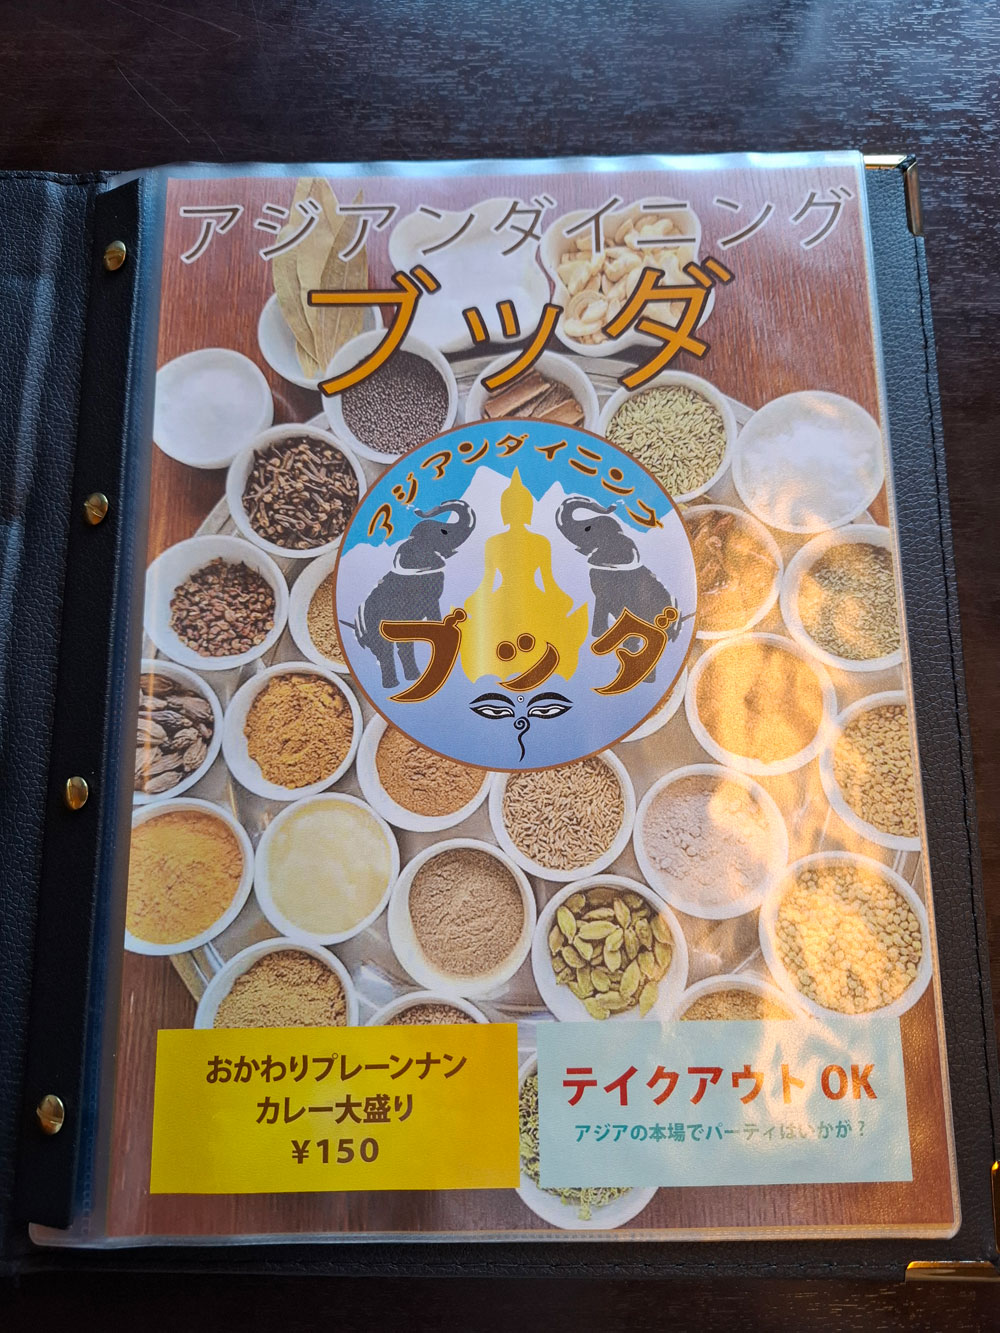 アジアンダイニング
ブッダ
アジアンダイニング
ブッダ
おかわりプレーンナン
カレー大盛り
¥150
テイクアウト OK
アジアの本場でパーティはいかが?